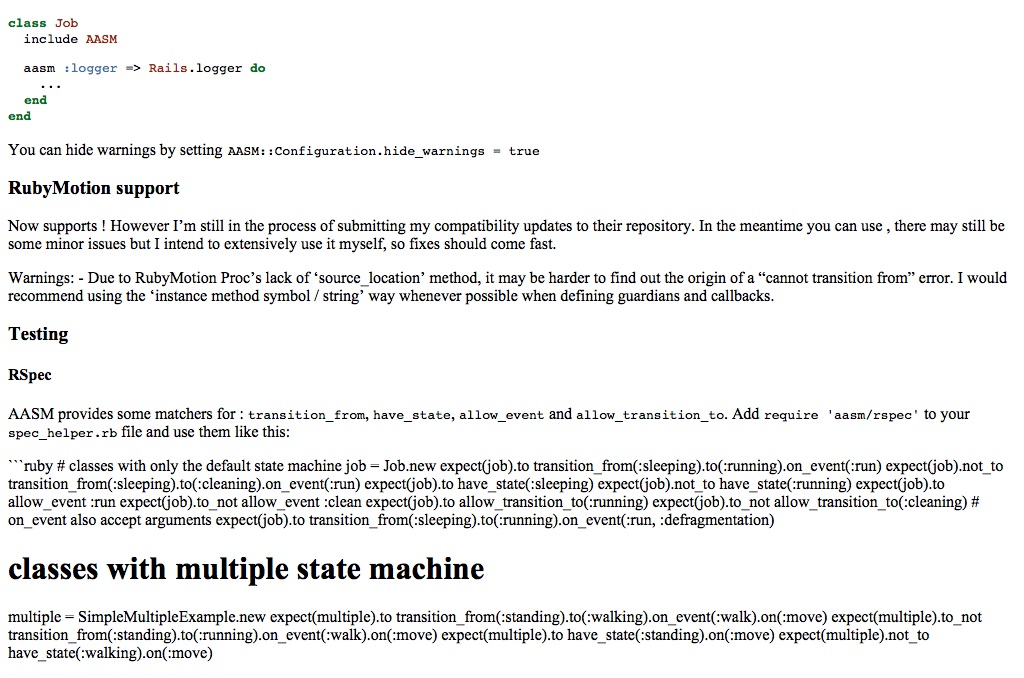 class Job
include AASM
aasm :logger => Rails.logger do
...
end
end
You can hide warnings by setting AASM::Configuration.hide_warnings = true
RubyMotion support
Now supports ! However I’m still in the process of submitting my compatibility updates to their repository. In the meantime you can use , there may still be
some minor issues but I intend to extensively use it myself, so fixes should come fast.
Warnings: - Due to RubyMotion Proc’s lack of ‘source_location’ method, it may be harder to find out the origin of a “cannot transition from” error. I would
recommend using the ‘instance method symbol / string’ way whenever possible when defining guardians and callbacks.
Testing
RSpec
AASM provides some matchers for : transition_from, have_state, allow_event and allow_transition_to. Add require 'aasm/rspec' to your
spec_helper.rb file and use them like this:
```ruby # classes with only the default state machine job = Job.new expect(job).to transition_from(:sleeping).to(:running).on_event(:run) expect(job).not_to
transition_from(:sleeping).to(:cleaning).on_event(:run) expect(job).to have_state(:sleeping) expect(job).not_to have_state(:running) expect(job).to
allow_event :run expect(job).to_not allow_event :clean expect(job).to allow_transition_to(:running) expect(job).to_not allow_transition_to(:cleaning) #
on_event also accept arguments expect(job).to transition_from(:sleeping).to(:running).on_event(:run, :defragmentation)
classes with multiple state machine
multiple = SimpleMultipleExample.new expect(multiple).to transition_from(:standing).to(:walking).on_event(:walk).on(:move) expect(multiple).to_not
transition_from(:standing).to(:running).on_event(:walk).on(:move) expect(multiple).to have_state(:standing).on(:move) expect(multiple).not_to
have_state(:walking).on(:move)